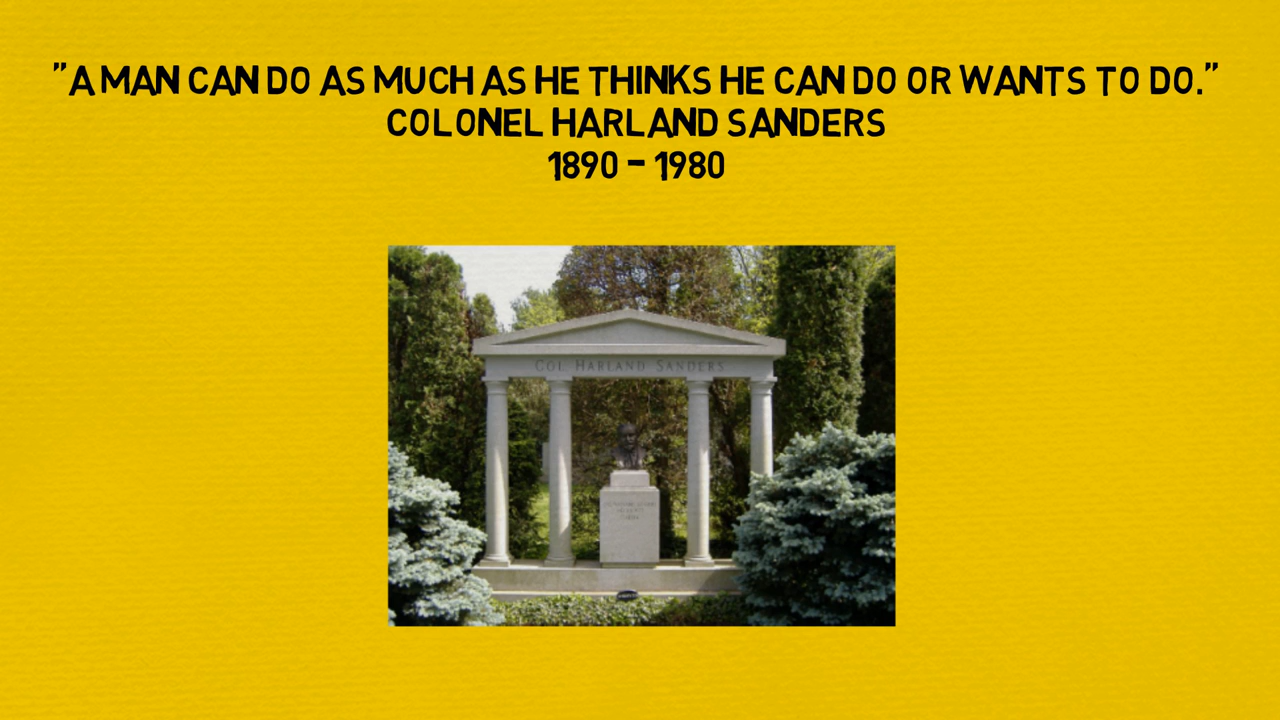 "A MAN CAN DO AS MUCH AS HE THINKS HE CAN DO OR WANTS TO DO."
COLONEL HARLAND SANDERS
1890 - 1980
COL. HARLAND SANDERS